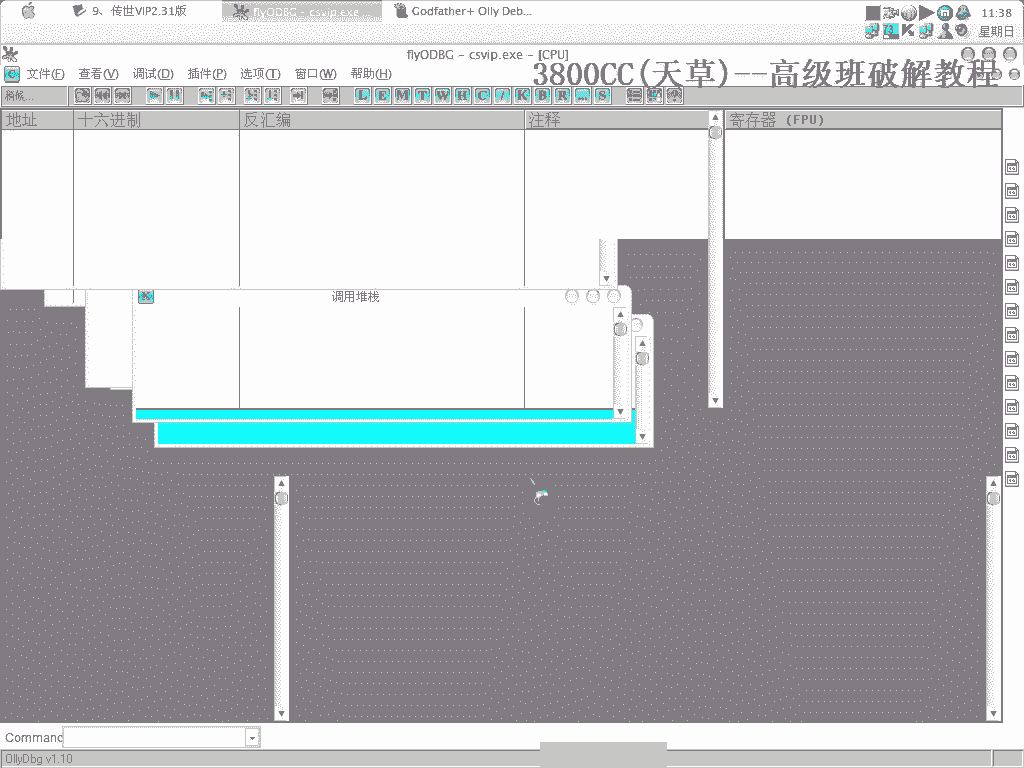 9、传世VIP2.31版
flyODBG - csvip.exe
Godfather+ Olly Deb...
11:38
星期日
flyODBG - csvip.exe - [CPU]
文件(F) 查看(V) 调试(D) 插件(P) 选项(T) 窗口(W) 帮助(H)
3800CC(天草)--高级班破解教程
稍候...
L E M T W H C / K B R ... S
地址 十六进制 反汇编 注释 寄存器 (FPU)
K 调用堆栈
Command
OllyDbg v1.10